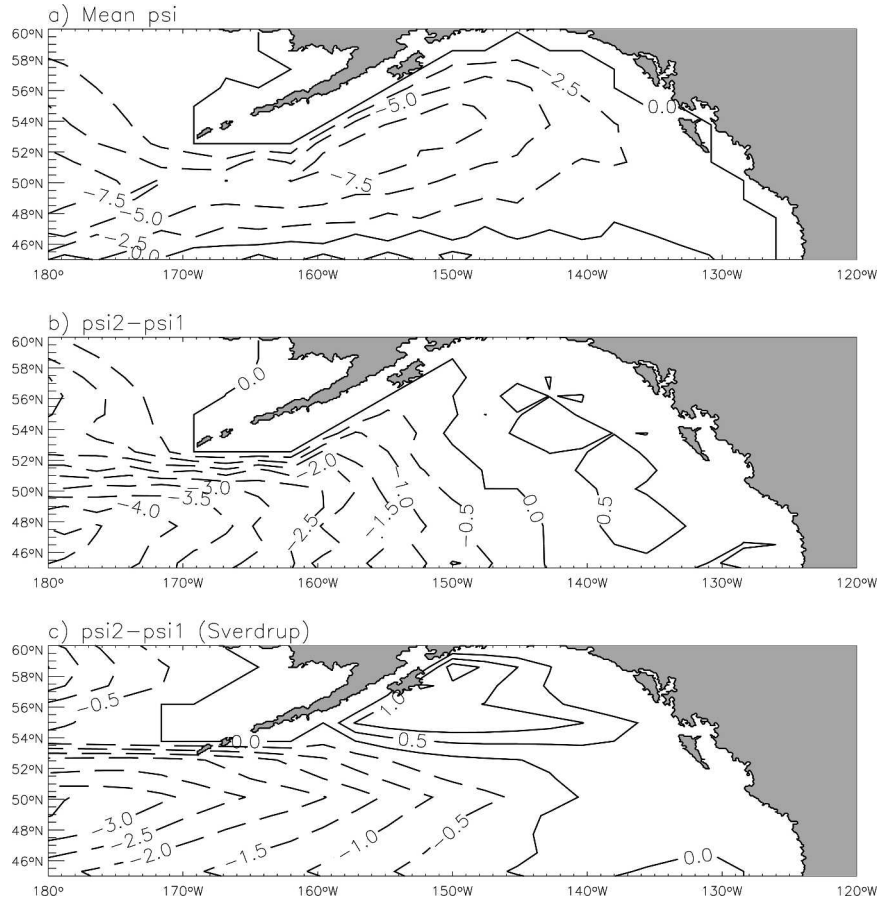 a) Mean psi
60°N
58°N
56°N
54°N
52°N
50°N
48°N
46°N
−2.5
−5.0
0.0
−7.5
−7.5
−5.0
−2.5
0.0
180°
170°W
160°W
150°W
140°W
130°W
120°W
b) psi2−psi1
60°N
58°N
56°N
54°N
52°N
50°N
48°N
46°N
0.0
−2.0
−3.0
−3.5
−4.0
−2.5
−1.5
−1.0
−0.5
0.0
0.5
180°
170°W
160°W
150°W
140°W
130°W
120°W
c) psi2−psi1 (Sverdrup)
60°N
58°N
56°N
54°N
52°N
50°N
48°N
46°N
−0.5
1.0
0.0
0.5
−3.0
−2.5
−2.0
−1.5
−1.0
−0.5
0.0
180°
170°W
160°W
150°W
140°W
130°W
120°W